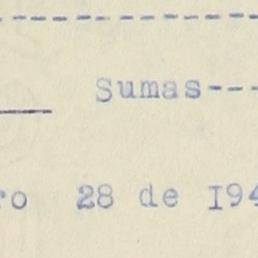 Sumas---
ro 28 de I94